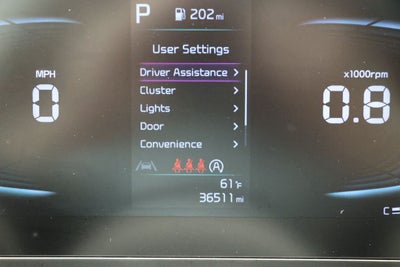 P 202 mi
User Settings
Driver Assistance >
Cluster >
Lights >
Door >
Convenience >
MPH
0
x1000rpm
0.8
A
61°F
36511 mi
C